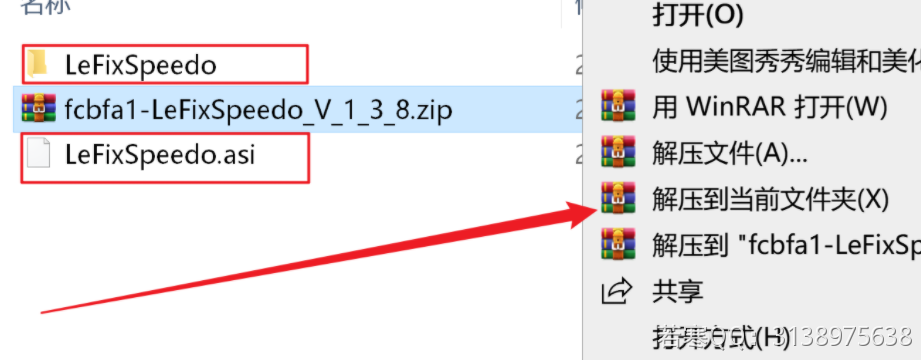 名称
LeFixSpeedo
fcbfa1-LeFixSpeedo_V_1_3_8.zip
LeFixSpeedo.asi
打开(O)
使用美图秀秀编辑和美化
用 WinRAR 打开(W)
解压文件(A)...
解压到当前文件夹(X)
解压到 "fcbfa1-LeFixSp
共享
打开方式(H)
3138975638